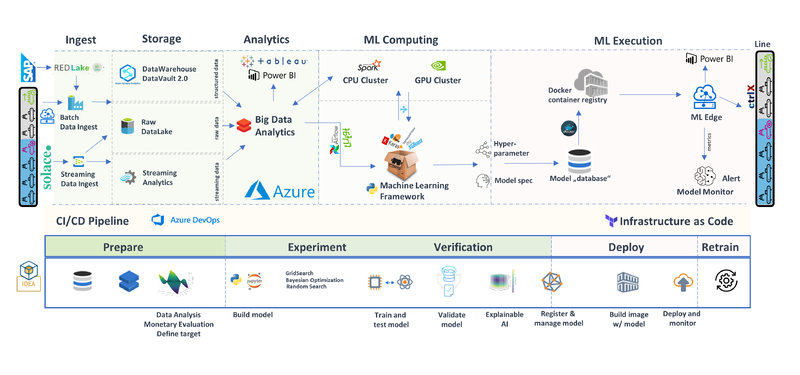 Ingest
Storage
Analytics
ML Computing
ML Execution
Line
SAP
REDLake
DataWarehouse
DataVault 2.0
structured data
+ a b l e a u
Power BI
Spark
CPU Cluster
GPU Cluster
Docker
container registry
Power BI
ML Edge
ctrlX
Batch
Data Ingest
Raw
DataLake
raw data
Big Data
Analytics
solace
Streaming
Data Ingest
Streaming
Analytics
streaming data
Azure
Machine Learning
Framework
Hyper-
parameter
Model spec
Model „database"
metrics
Alert
Model Monitor
CI/CD Pipeline
Azure DevOps
Infrastructure as Code
Prepare
Experiment
Verification
Deploy
Retrain
IDEA
jupyter
GridSearch
Bayesian Optimization
Random Search
Data Analysis
Monetary Evaluation
Define target
Build model
Train and
test model
Validate
model
Explainable
AI
Register &
manage model
Build image
w/ model
Deploy and
monitor